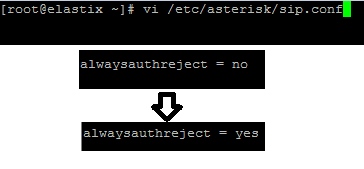 [root@elastix ~]# vi /etc/asterisk/sip.conf
alwaysauthreject = no
alwaysauthreject = yes